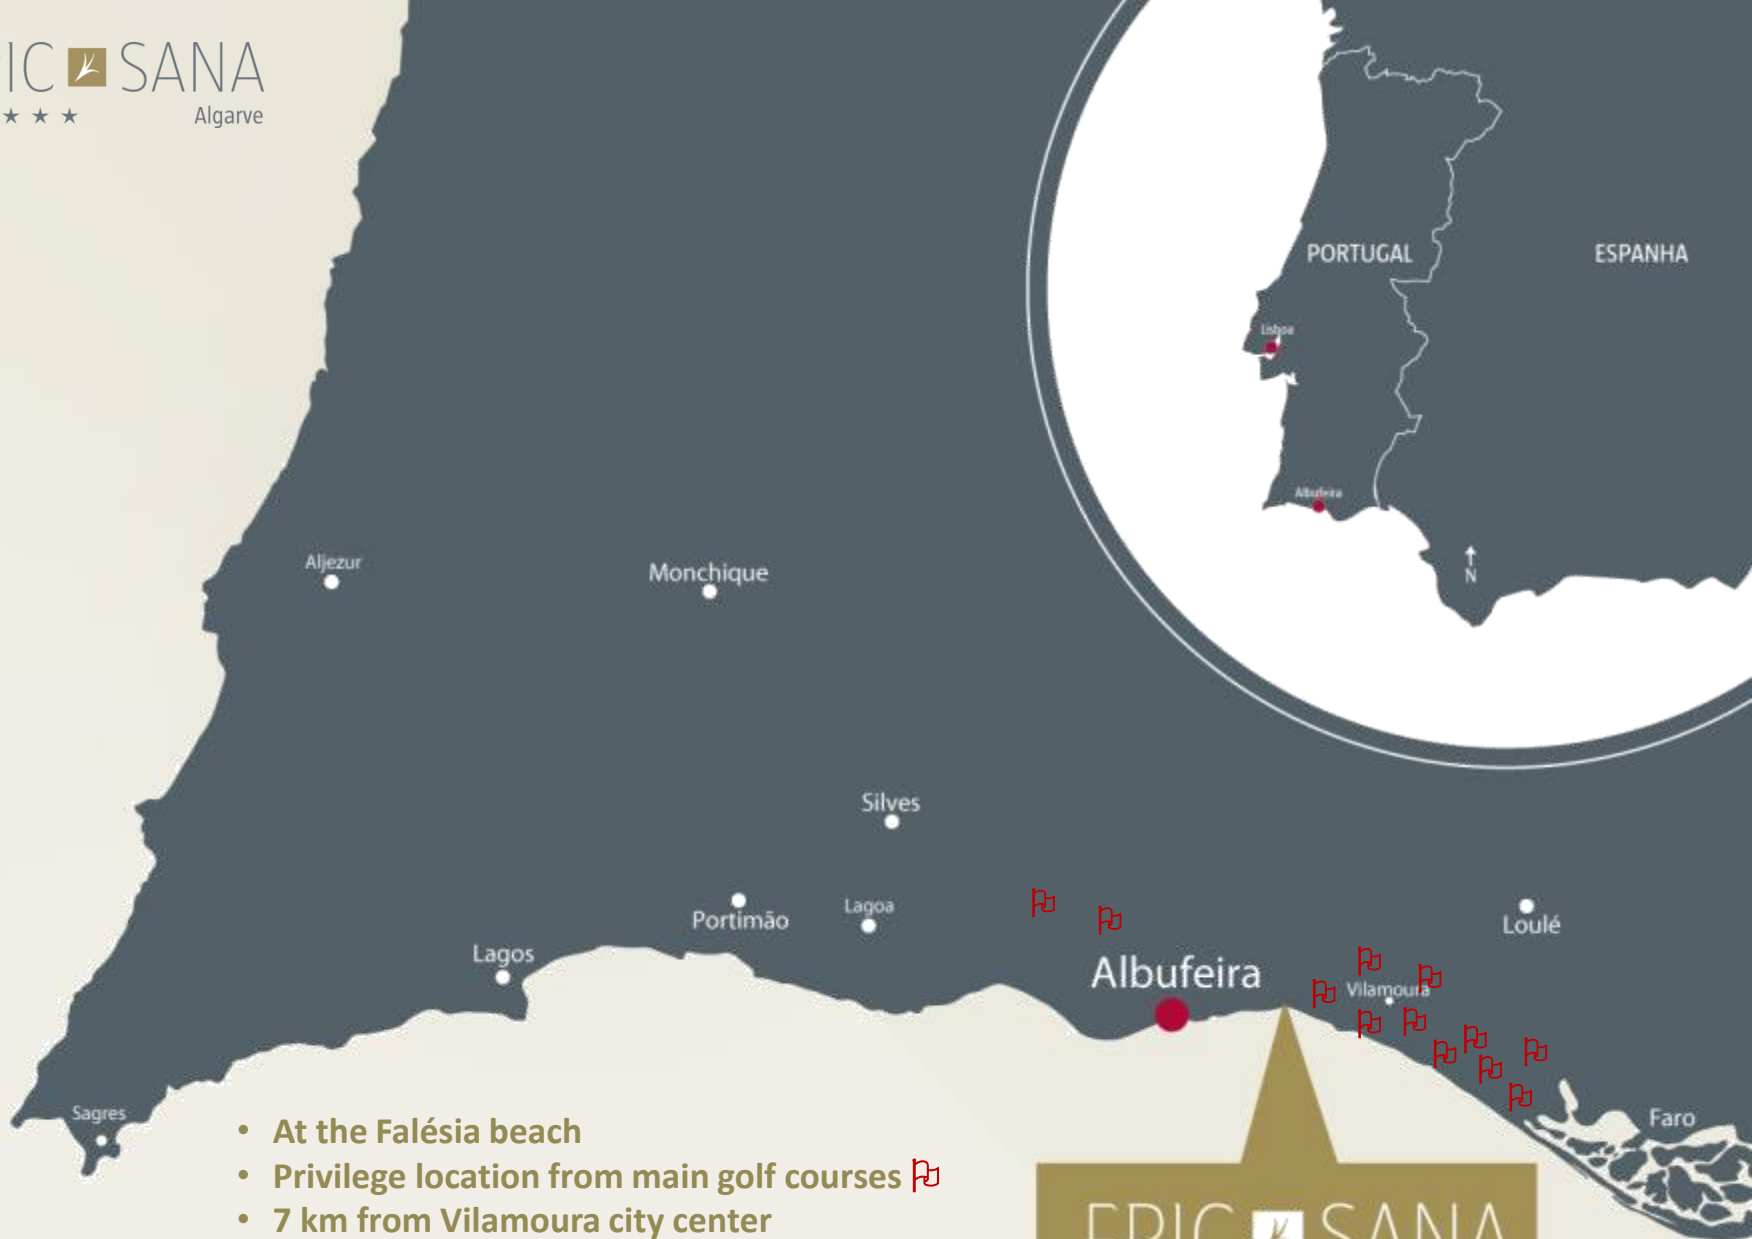 IC SANA
★ ★ ★ Algarve
PORTUGAL
ESPANHA
Lisboa
Albufeira
N
Aljezur
Monchique
Silves
Portimão
Lagoa
Lagos
Loulé
Albufeira
Vilamoura
Sagres
Faro
• At the Falésia beach
• Privilege location from main golf courses
• 7 km from Vilamoura city center
EPIC SANA